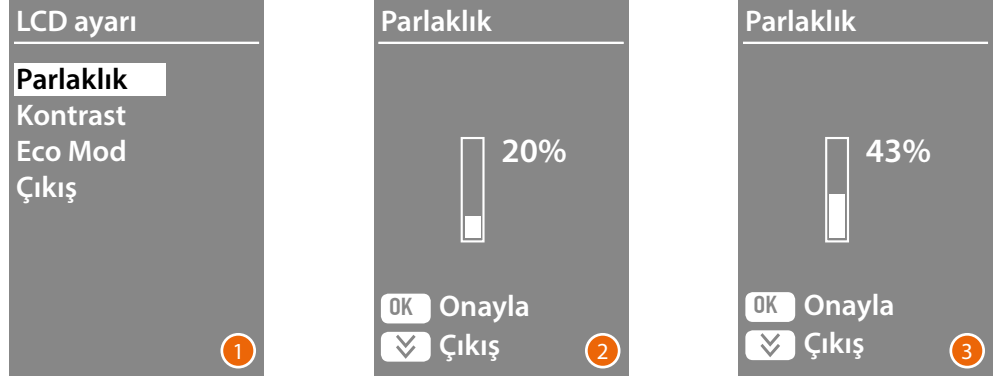 LCD ayarı
Parlaklık
Kontrast
Eco Mod
Çıkış
1
Parlaklık
20%
OK Onayla
Çıkış
2
Parlaklık
43%
OK Onayla
Çıkış
3